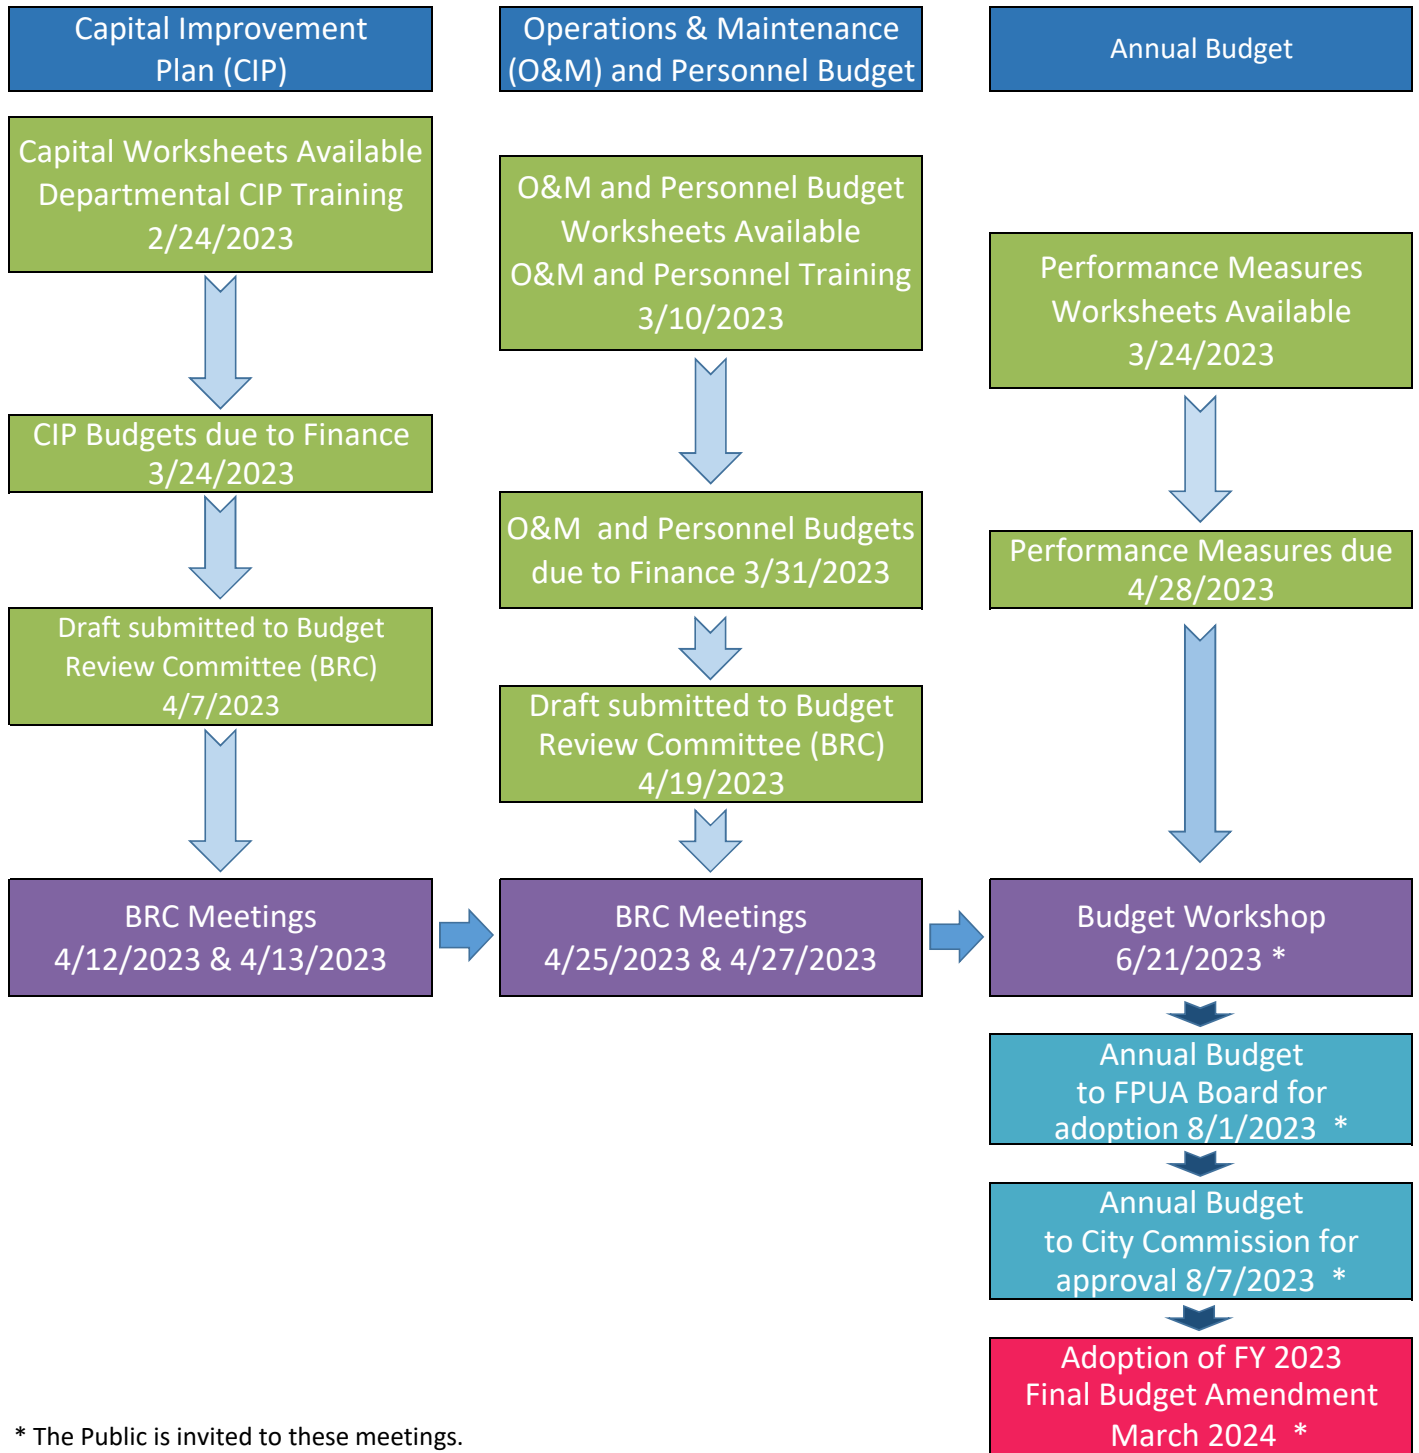 Capital Improvement
Plan (CIP)
Capital Worksheets Available
Departmental CIP Training
2/24/2023
CIP Budgets due to Finance
3/24/2023
Draft submitted to Budget
Review Committee (BRC)
4/7/2023
BRC Meetings
4/12/2023 & 4/13/2023
Operations & Maintenance
(O&M) and Personnel Budget
O&M and Personnel Budget
Worksheets Available
O&M and Personnel Training
3/10/2023
O&M  and Personnel Budgets
due to Finance 3/31/2023
Draft submitted to Budget
Review Committee (BRC)
4/19/2023
BRC Meetings
4/25/2023 & 4/27/2023
Annual Budget
Performance Measures
Worksheets Available
3/24/2023
Performance Measures due
4/28/2023
Budget Workshop
6/21/2023 *
Annual Budget
to FPUA Board for
adoption 8/1/2023  *
Annual Budget
to City Commission for
approval 8/7/2023  *
Adoption of FY 2023
Final Budget Amendment
March 2024  *
* The Public is invited to these meetings.